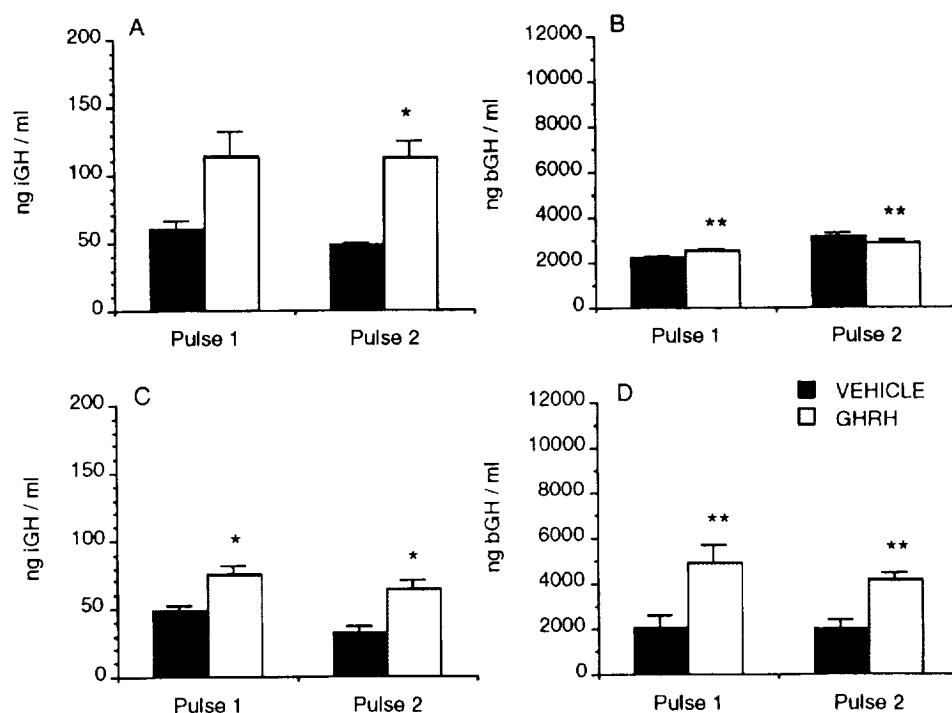 A
200
150
100
50
0
ng iGH / ml
*
Pulse 1
Pulse 2
B
12000
10000
8000
6000
4000
2000
0
ng bGH / ml
**
**
Pulse 1
Pulse 2
C
200
150
100
50
0
ng iGH / ml
*
*
Pulse 1
Pulse 2
D
VEHICLE
GHRH
12000
10000
8000
6000
4000
2000
0
ng bGH / ml
**
**
Pulse 1
Pulse 2